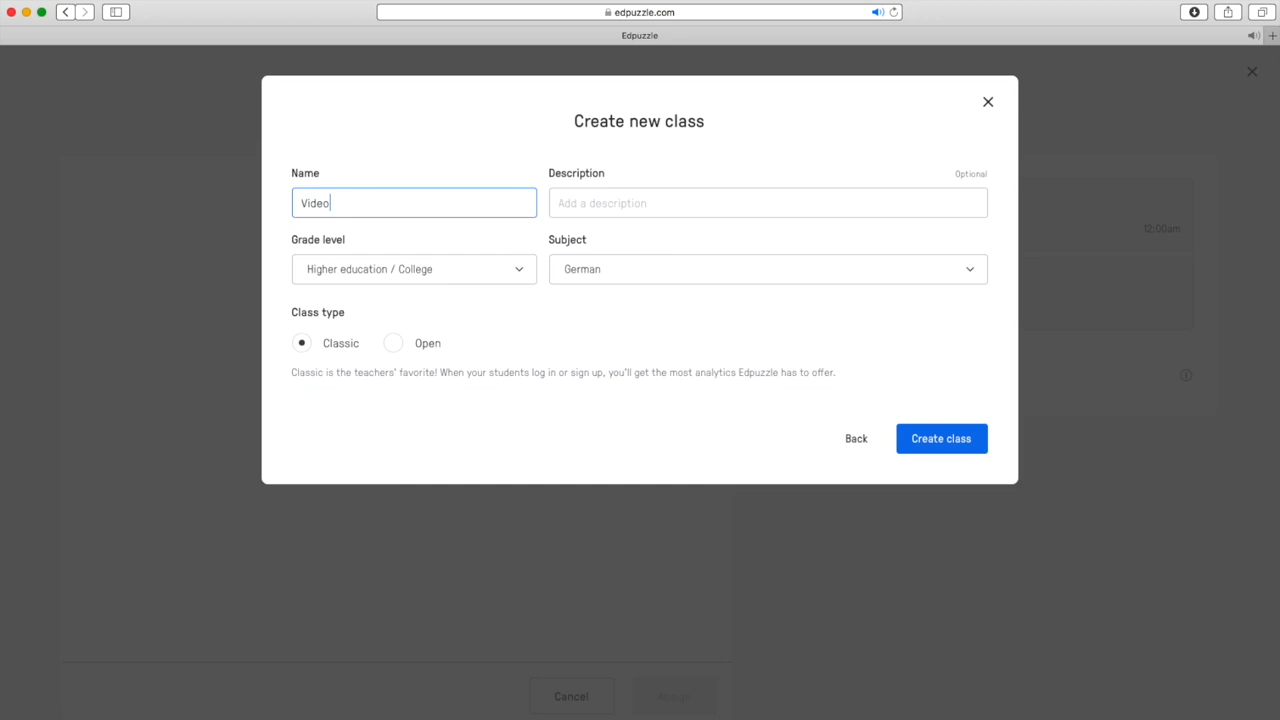 edpuzzle.com
Edpuzzle
Create new class
Name
Description
Optional
Video
Add a description
12:00am
Grade level
Subject
Higher education / College
German
Class type
Classic
Open
Classic is the teachers' favorite! When your students log in or sign up, you'll get the most analytics Edpuzzle has to offer.
Back
Create class
Cancel
Assign